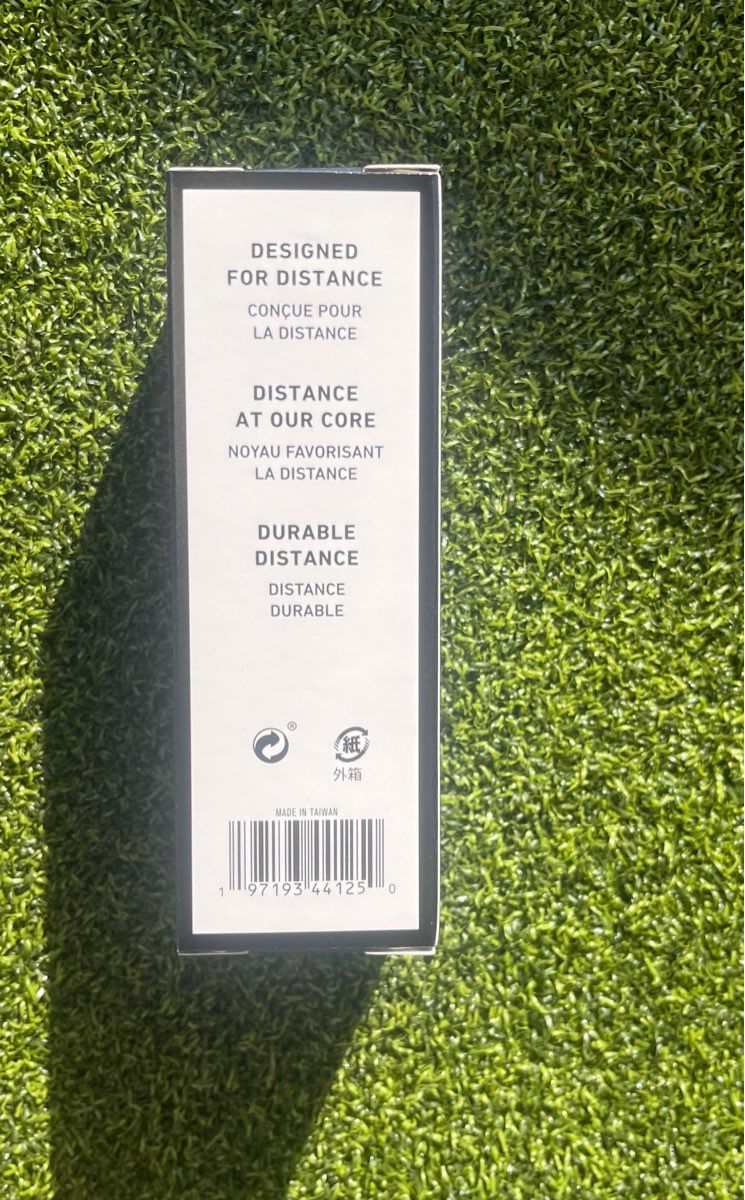 DESIGNED
FOR DISTANCE
CONÇUE POUR
LA DISTANCE
DISTANCE
AT OUR CORE
NOYAU FAVORISANT
LA DISTANCE
DURABLE
DISTANCE
DISTANCE
DURABLE
®
紙
外箱
MADE IN TAIWAN
1 97193 44125 0